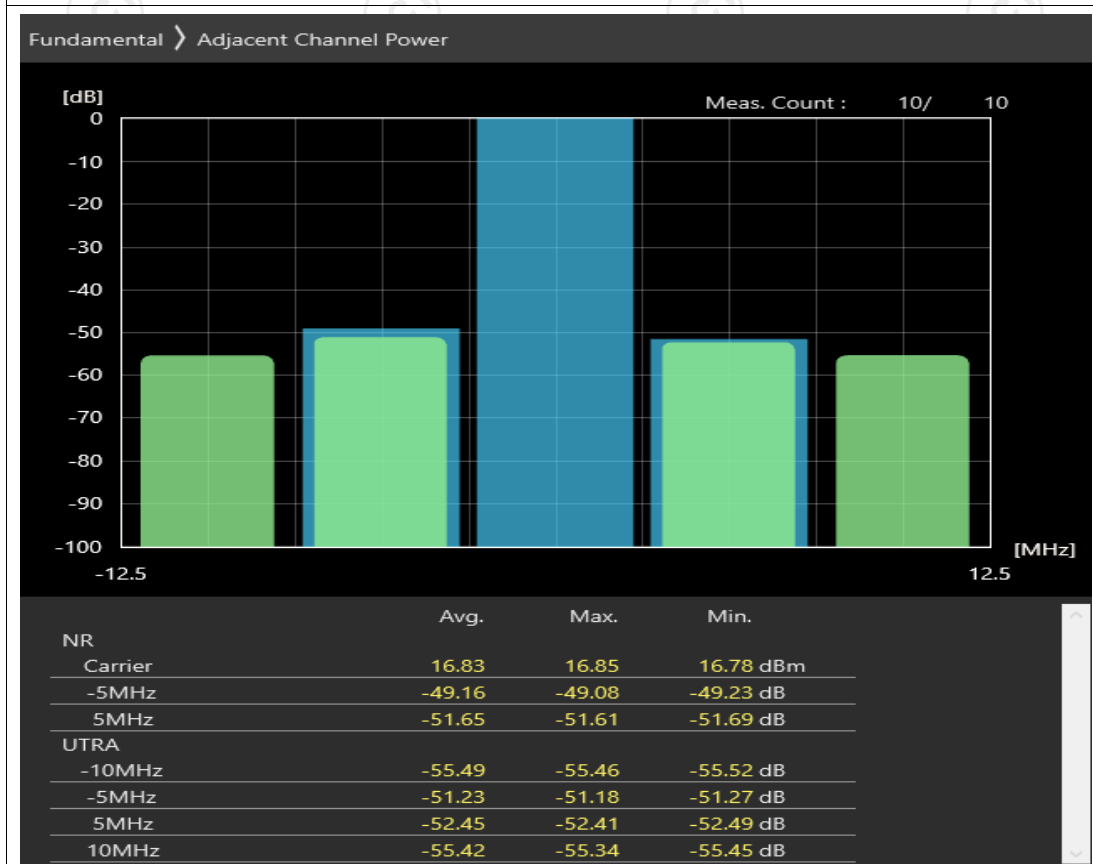 Fundamental 〉 Adjacent Channel Power
[dB]
Meas. Count : 10/ 10
0
-10
-20
-30
-40
-50
-60
-70
-80
-90
-100
[MHz]
-12.5 12.5
Avg. Max. Min.
NR
Carrier 16.83 16.85 16.78 dBm
-5MHz -49.16 -49.08 -49.23 dB
5MHz -51.65 -51.61 -51.69 dB
UTRA
-10MHz -55.49 -55.46 -55.52 dB
-5MHz -51.23 -51.18 -51.27 dB
5MHz -52.45 -52.41 -52.49 dB
10MHz -55.42 -55.34 -55.45 dB